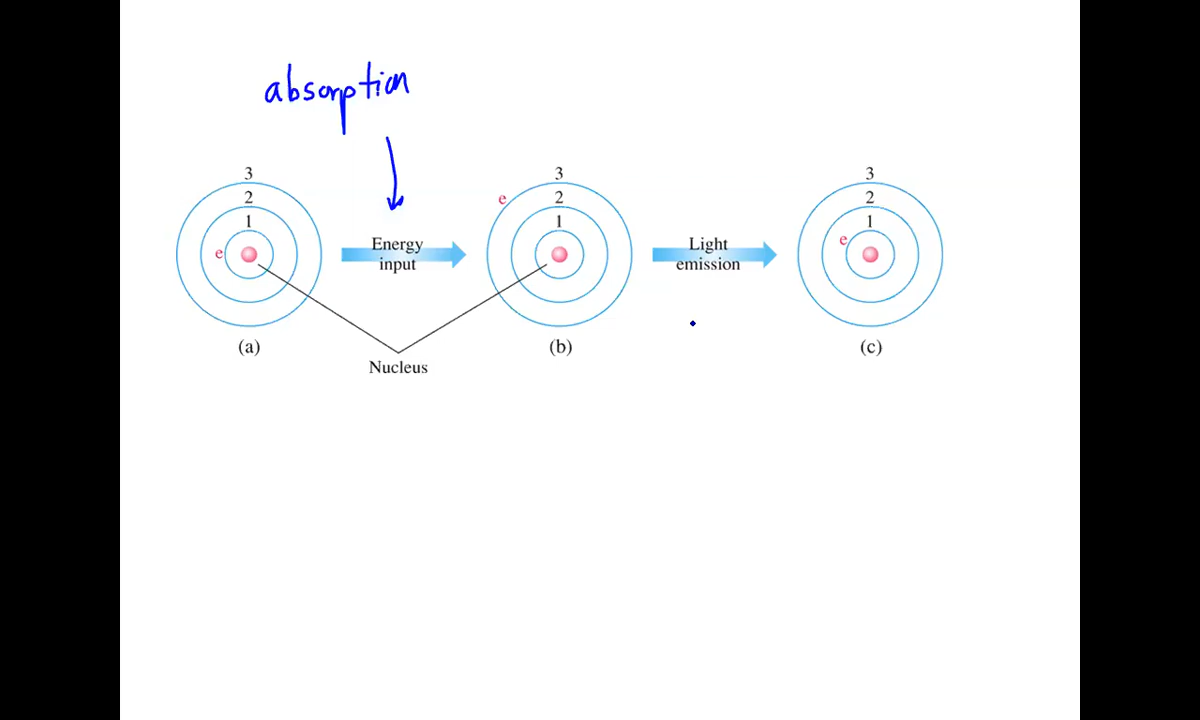 absorption
3
2
1
e
Energy
input
3
2
1
e
Light
emission
3
2
1
e
(a)
Nucleus
(b)
(c)